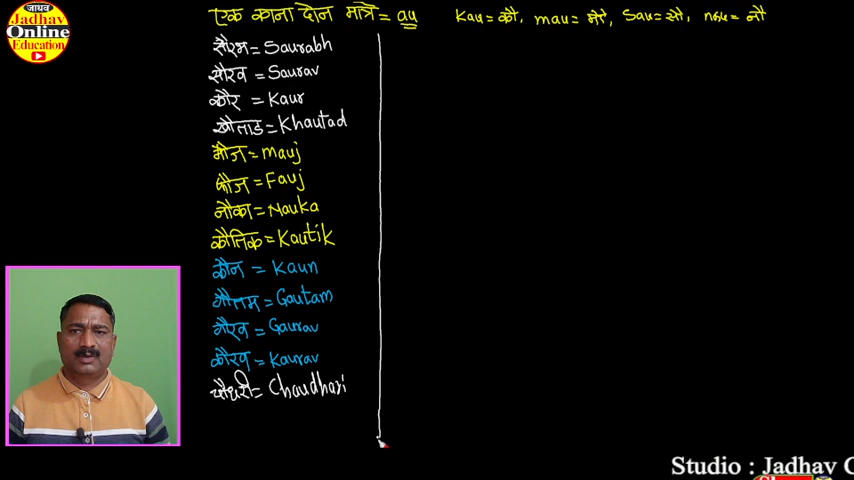 जाधव
Jadhav
Online
Education
एक काना दोन मात्रे = au
Kau = कौ, mau = मौ, Sau = सौ, nau = नौ
सौरभ = Saurabh
सौरव = Saurav
कौर = Kaur
खौताड = Khautad
मौज = mauj
फौज = Fauj
नौका = Nauka
कौतिक = Kautik
कौन = Kaun
गौतम = Gautam
गौरव = Gaurav
कौरव = Kaurav
चौधरी = Chaudhari
Studio : Jadhav